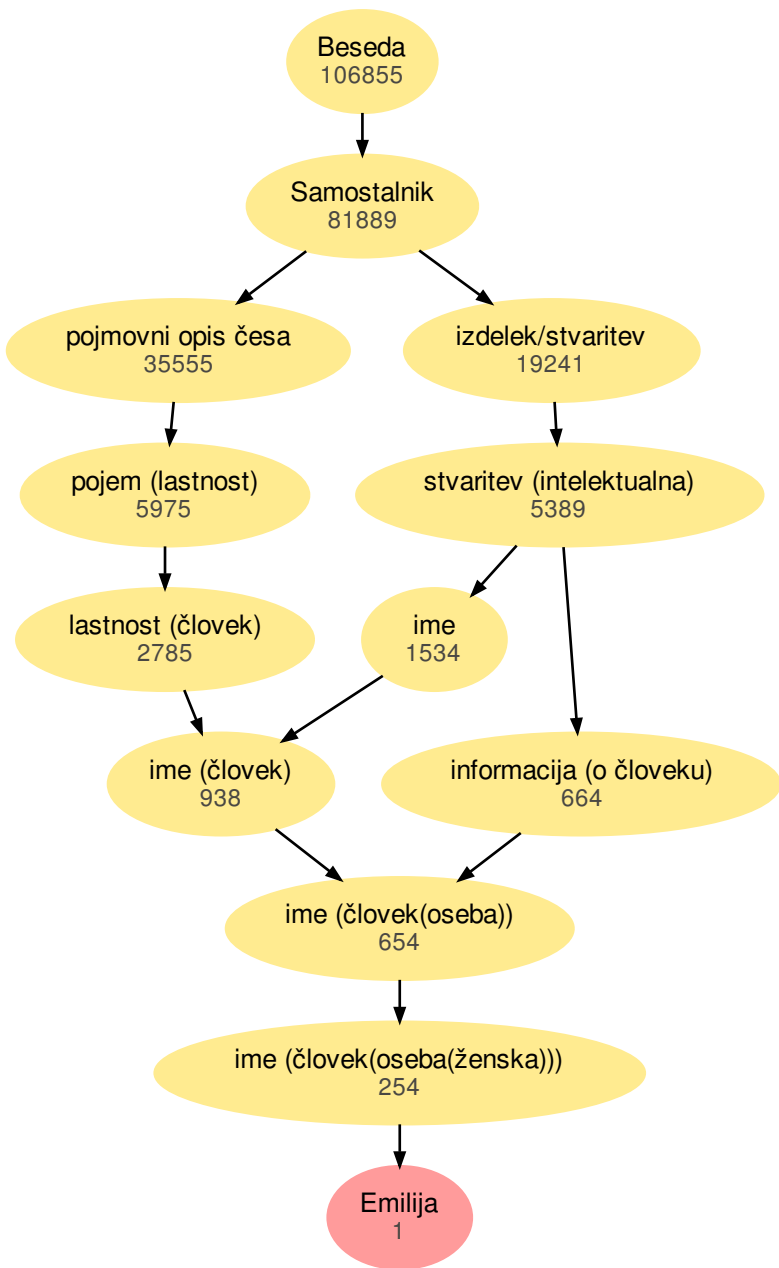 Beseda
106855
Samostalnik
81889
pojmovni opis česa
35555
izdelek/stvaritev
19241
pojem (lastnost)
5975
stvaritev (intelektualna)
5389
lastnost (človek)
2785
ime
1534
ime (človek)
938
informacija (o človeku)
664
ime (človek(oseba))
654
ime (človek(oseba(ženska)))
254
Emilija
1